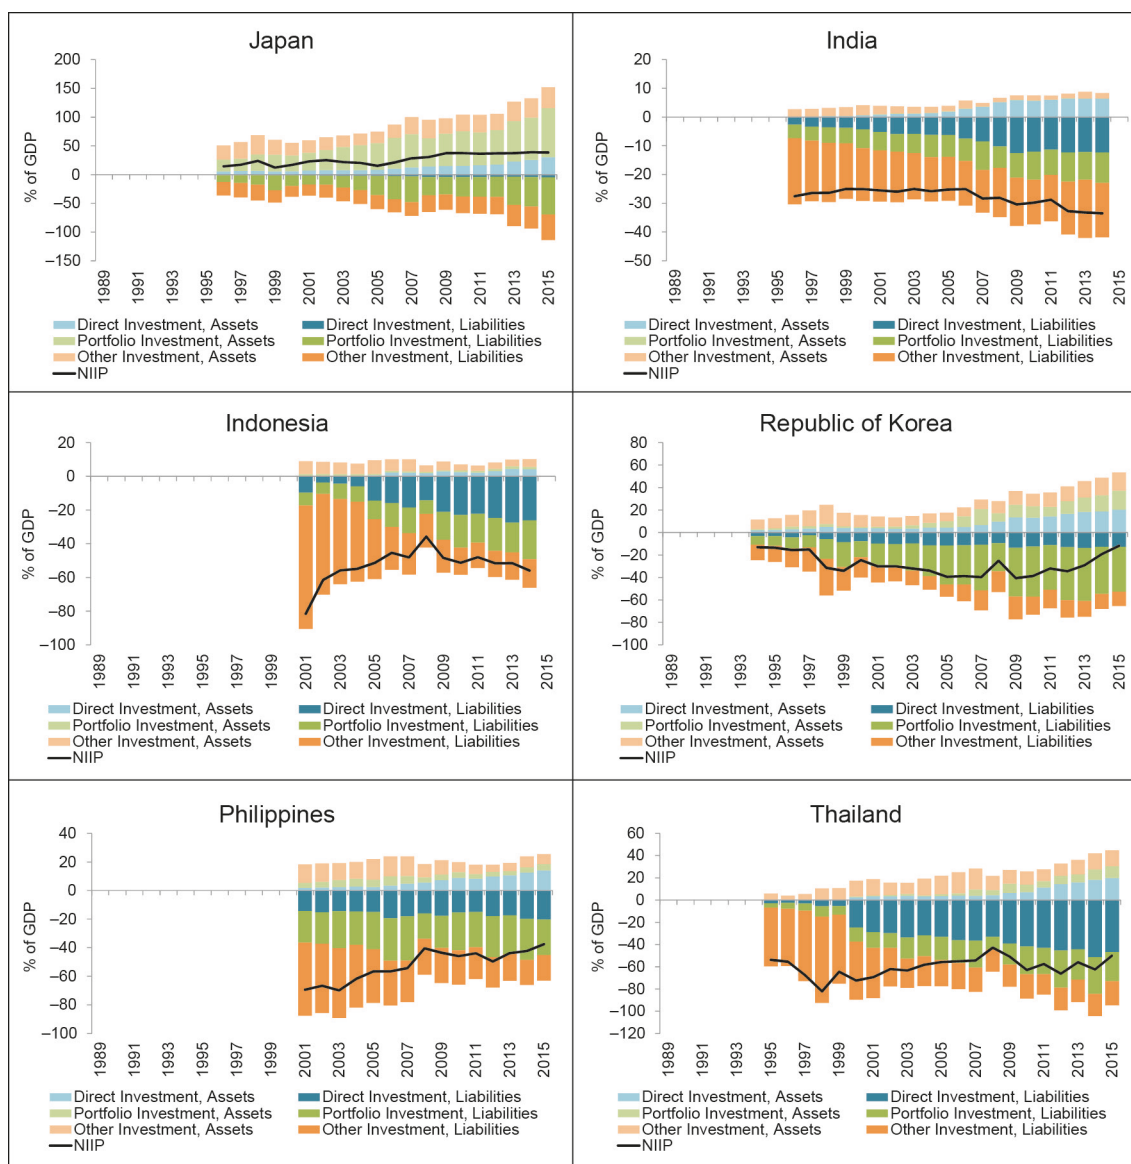 Japan
% of GDP
200
150
100
50
0
–50
–100
–150
1989
1991
1993
1995
1997
1999
2001
2003
2005
2007
2009
2011
2013
2015
Direct Investment, Assets
Direct Investment, Liabilities
Portfolio Investment, Assets
Portfolio Investment, Liabilities
Other Investment, Assets
Other Investment, Liabilities
NIIP
India
% of GDP
20
10
0
–10
–20
–30
–40
–50
1989
1991
1993
1995
1997
1999
2001
2003
2005
2007
2009
2011
2013
2015
Direct Investment, Assets
Direct Investment, Liabilities
Portfolio Investment, Assets
Portfolio Investment, Liabilities
Other Investment, Assets
Other Investment, Liabilities
NIIP
Indonesia
% of GDP
20
0
–20
–40
–60
–80
–100
1989
1991
1993
1995
1997
1999
2001
2003
2005
2007
2009
2011
2013
2015
Direct Investment, Assets
Direct Investment, Liabilities
Portfolio Investment, Assets
Portfolio Investment, Liabilities
Other Investment, Assets
Other Investment, Liabilities
NIIP
Republic of Korea
% of GDP
80
60
40
20
0
–20
–40
–60
–80
–100
1989
1991
1993
1995
1997
1999
2001
2003
2005
2007
2009
2011
2013
2015
Direct Investment, Assets
Direct Investment, Liabilities
Portfolio Investment, Assets
Portfolio Investment, Liabilities
Other Investment, Assets
Other Investment, Liabilities
NIIP
Philippines
% of GDP
40
20
0
–20
–40
–60
–80
–100
1989
1991
1993
1995
1997
1999
2001
2003
2005
2007
2009
2011
2013
2015
Direct Investment, Assets
Direct Investment, Liabilities
Portfolio Investment, Assets
Portfolio Investment, Liabilities
Other Investment, Assets
Other Investment, Liabilities
NIIP
Thailand
% of GDP
60
40
20
0
–20
–40
–60
–80
–100
–120
1989
1991
1993
1995
1997
1999
2001
2003
2005
2007
2009
2011
2013
2015
Direct Investment, Assets
Direct Investment, Liabilities
Portfolio Investment, Assets
Portfolio Investment, Liabilities
Other Investment, Assets
Other Investment, Liabilities
NIIP